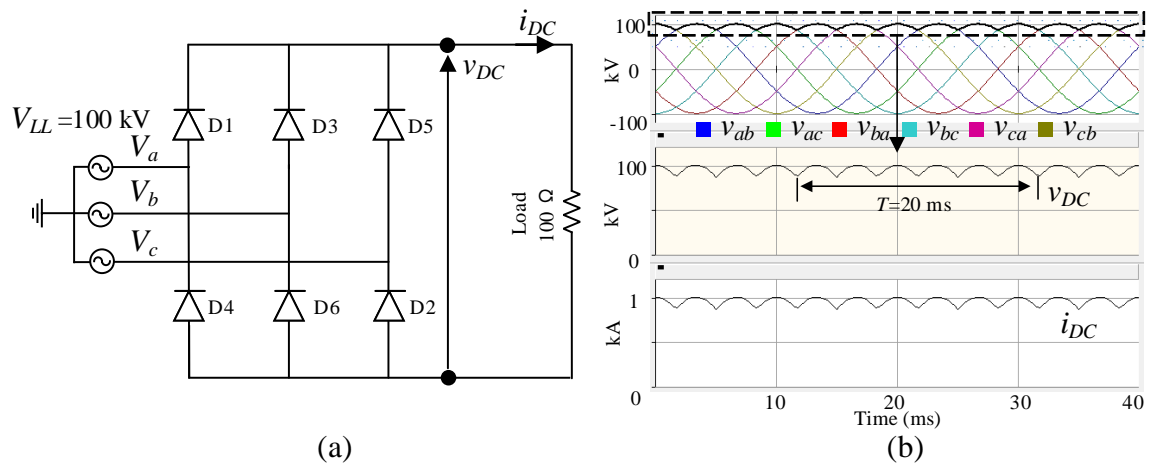 i_DC
v_DC
V_LL =100 kV
D1
D3
D5
V_a
V_b
V_c
Load
100 Ω
D4
D6
D2
(a)
100
0
-100
kV
v_ab
v_ac
v_ba
v_bc
v_ca
v_cb
100
0
kV
T=20 ms
v_DC
1
0
kA
i_DC
10
20
30
40
Time (ms)
(b)